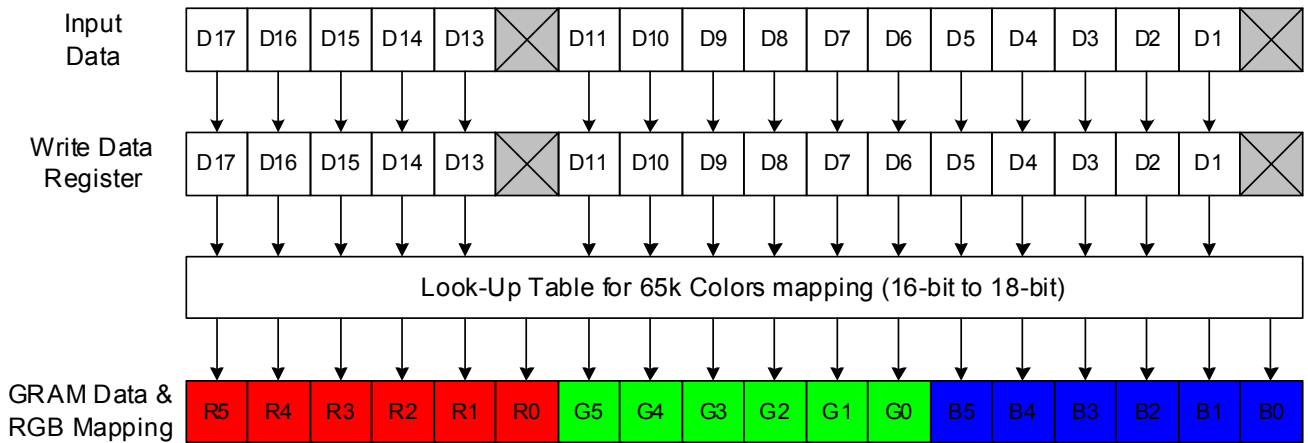 Input
Data
D17 D16 D15 D14 D13 D11 D10 D9 D8 D7 D6 D5 D4 D3 D2 D1
Write Data
Register
D17 D16 D15 D14 D13 D11 D10 D9 D8 D7 D6 D5 D4 D3 D2 D1
Look-Up Table for 65k Colors mapping (16-bit to 18-bit)
GRAM Data &
RGB Mapping
R5 R4 R3 R2 R1 R0 G5 G4 G3 G2 G1 G0 B5 B4 B3 B2 B1 B0